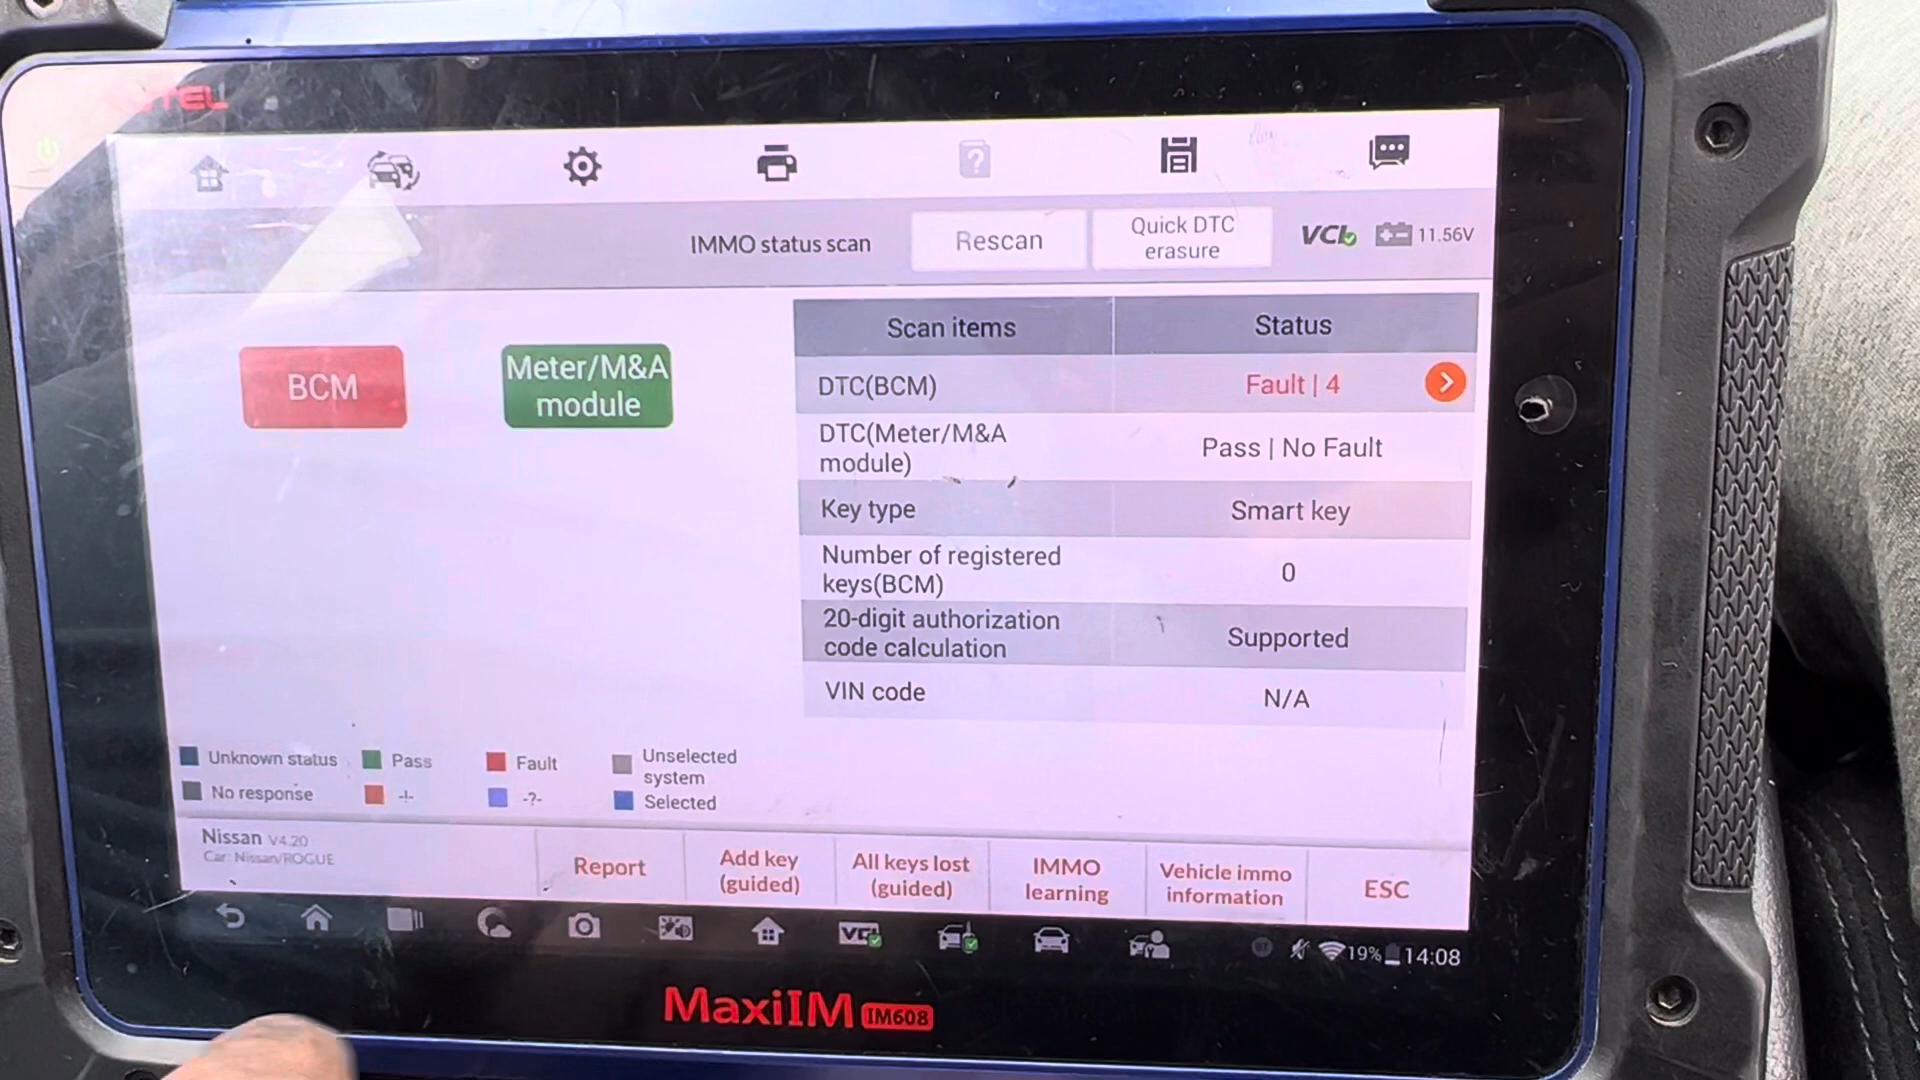 TEL
IMMO status scan
Rescan
Quick DTC
erasure
VCI
11.56V
BCM
Meter/M&A
module
Scan items
Status
DTC(BCM)
Fault | 4
DTC(Meter/M&A
module)
Pass | No Fault
Key type
Smart key
Number of registered
keys(BCM)
0
20-digit authorization
code calculation
Supported
VIN code
N/A
Unknown status
Pass
Fault
Unselected
system
No response
-!-
-?-
Selected
Nissan V4.20
Car: Nissan/ROGUE
Report
Add key
(guided)
All keys lost
(guided)
IMMO
learning
Vehicle immo
information
ESC
VCI
BT
19%
14:08
MaxiIM IM608